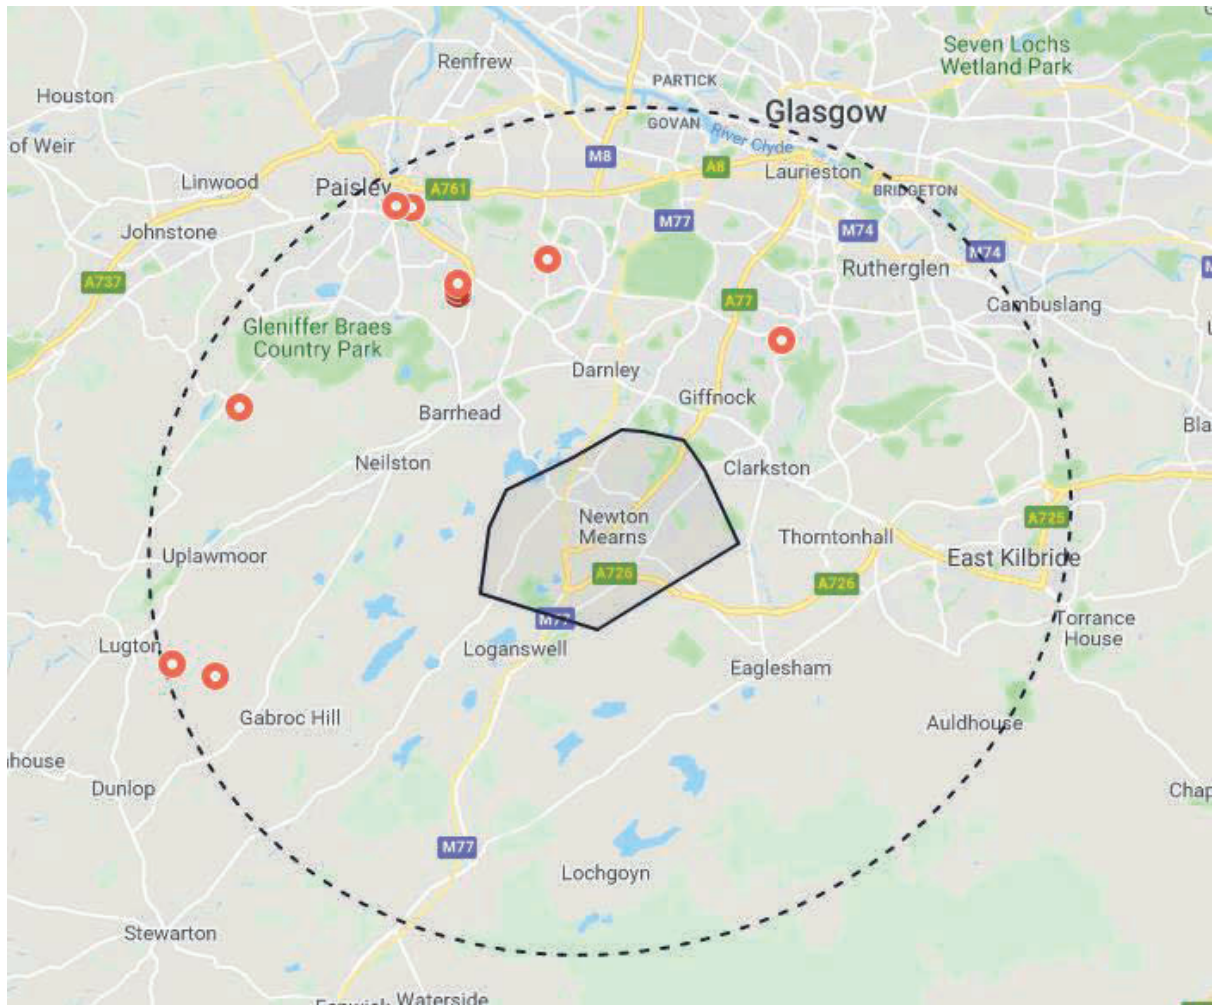 Seven Lochs
Wetland Park
Renfrew
PARTICK
Houston
Glasgow
GOVAN
River Clyde
of Weir
M8
A8
Laurieston
Linwood
Paisley
A761
BRIDGETON
M77
M74
Johnstone
M74
Rutherglen
A737
A77
Cambuslang
Gleniffer Braes
Country Park
Darnley
Giffnock
Barrhead
Bla
Neilston
Clarkston
Newton
Mearns
A725
Thorntonhall
Uplawmoor
East Kilbride
A726
A726
M77
Torrance
House
Lugton
Loganswell
Eaglesham
Gabroc Hill
Auldhouse
house
Dunlop
Chap
M77
Lochgoyn
Stewarton
Waterside